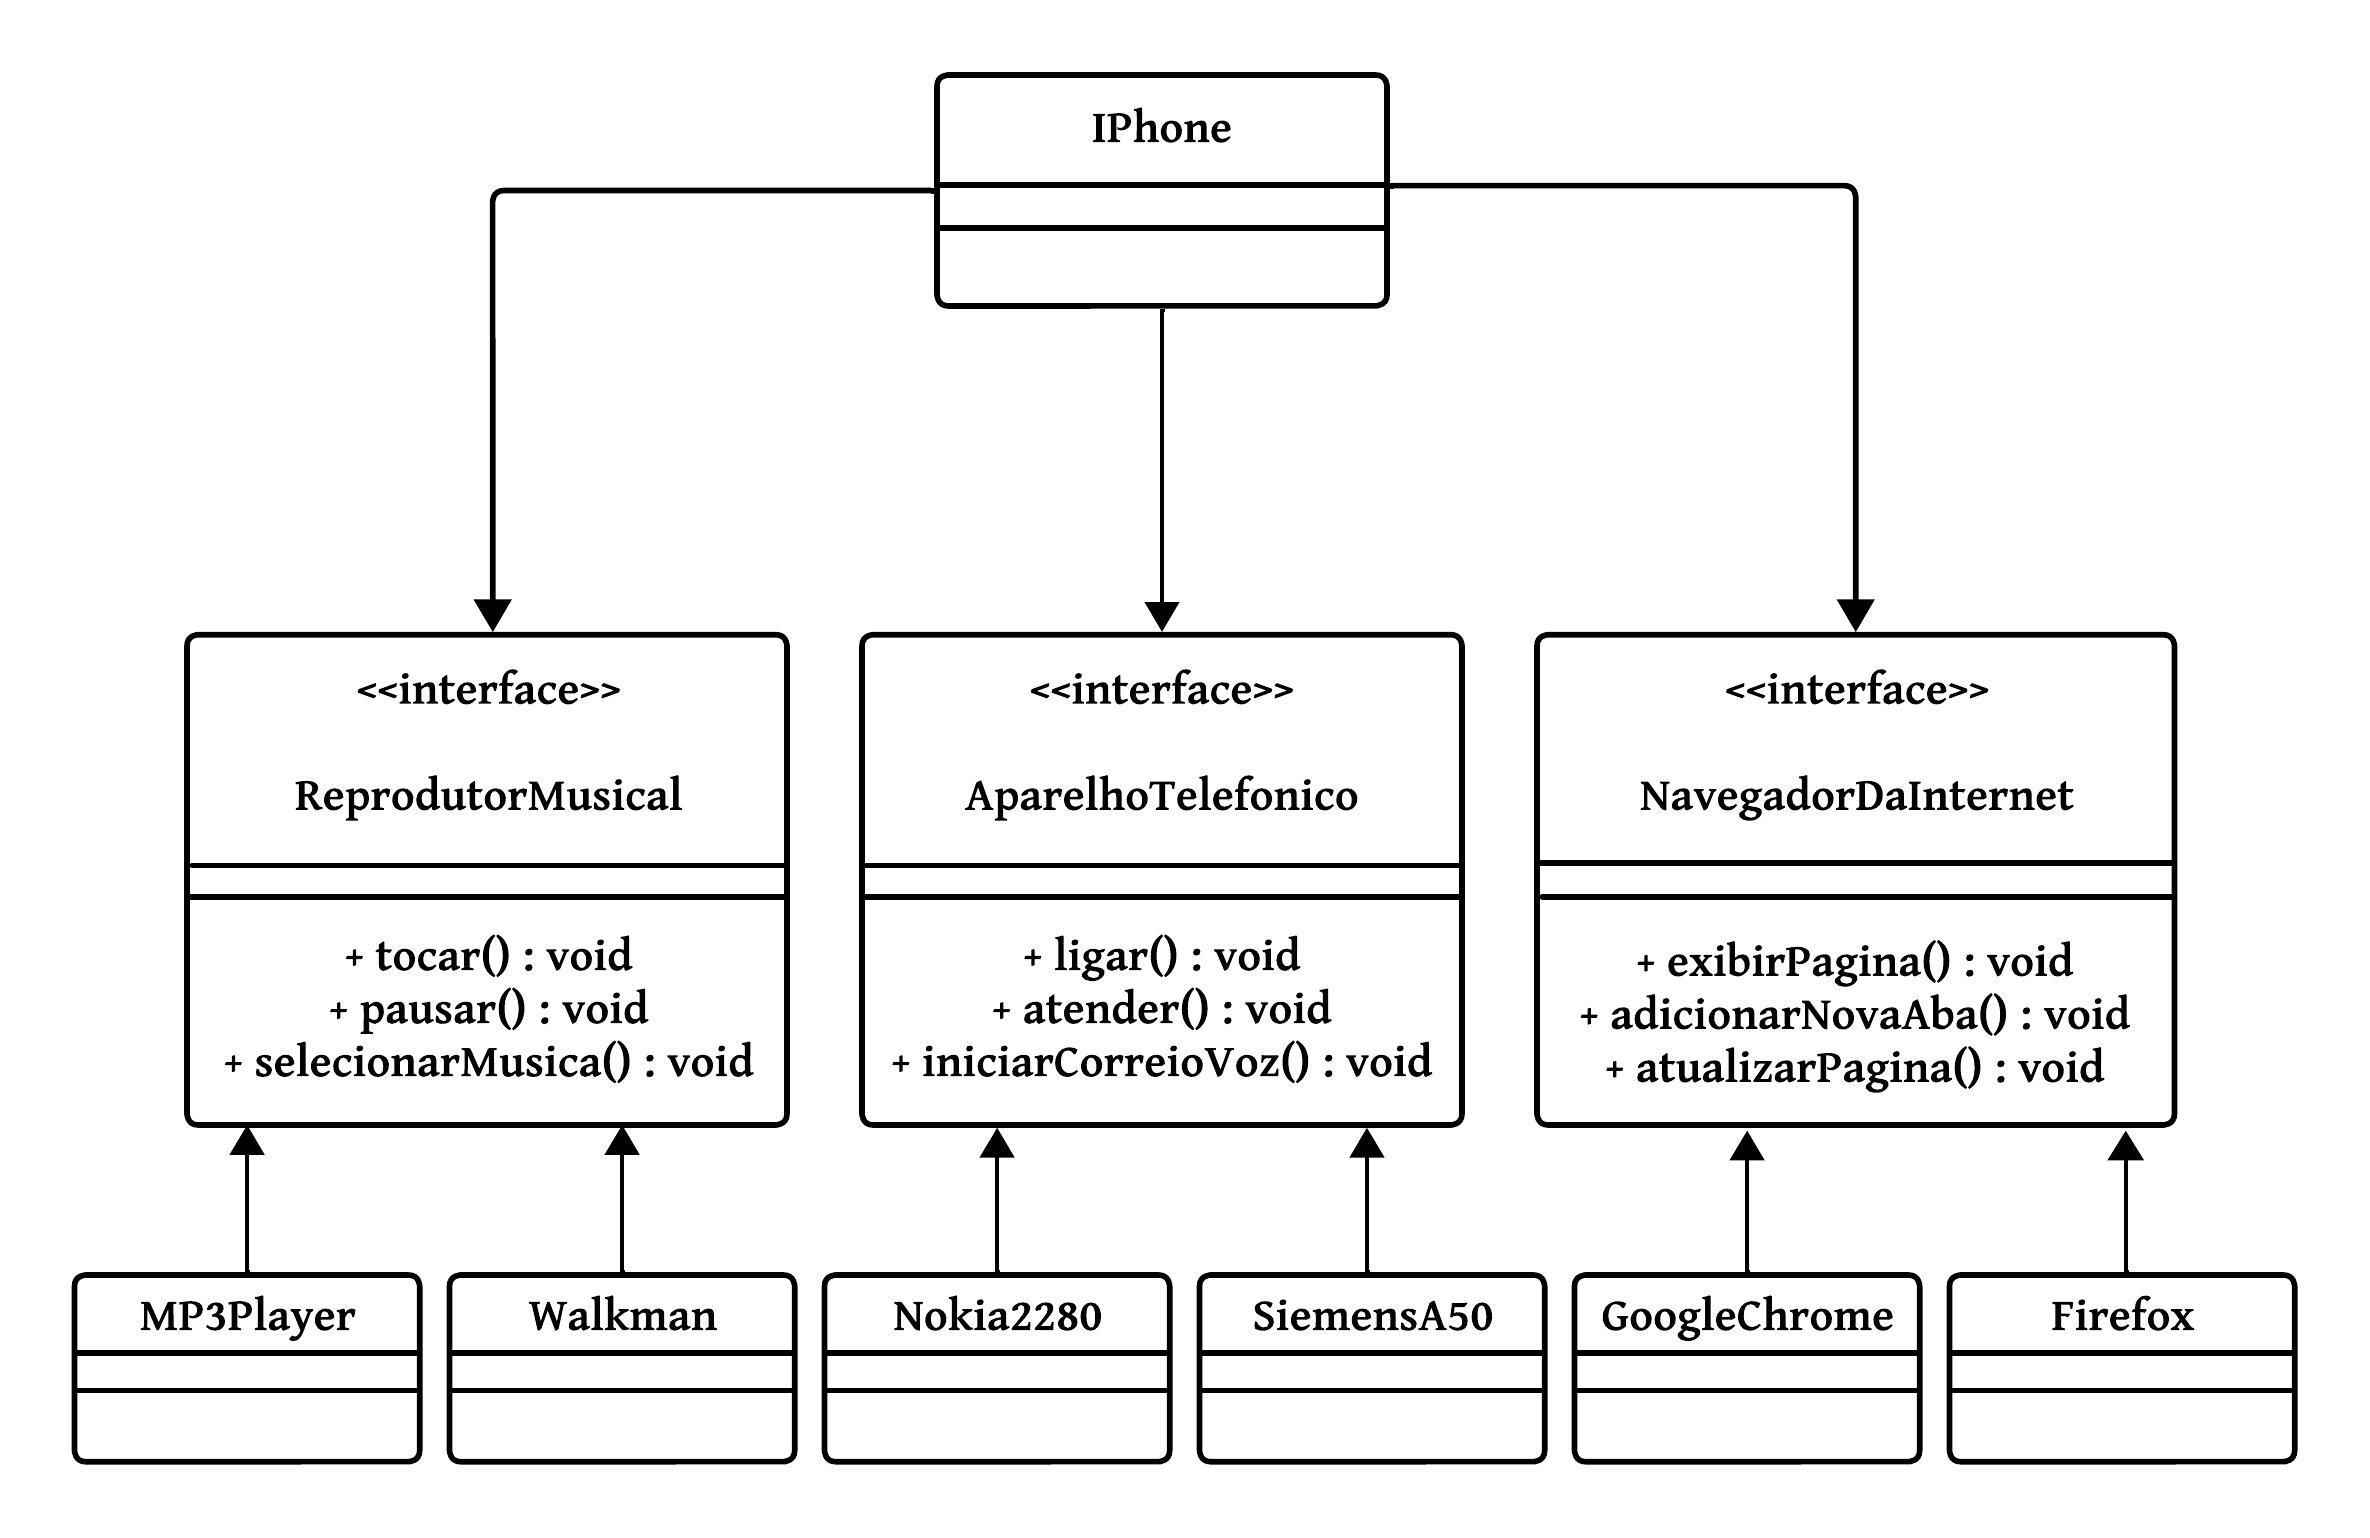 IPhone
<<interface>>
ReprodutorMusical
+ tocar() : void
+ pausar() : void
+ selecionarMusica() : void
<<interface>>
AparelhoTelefonico
+ ligar() : void
+ atender() : void
+ iniciarCorreioVoz() : void
<<interface>>
NavegadorDaInternet
+ exibirPagina() : void
+ adicionarNovaAba() : void
+ atualizarPagina() : void
MP3Player
Walkman
Nokia2280
SiemensA50
GoogleChrome
Firefox